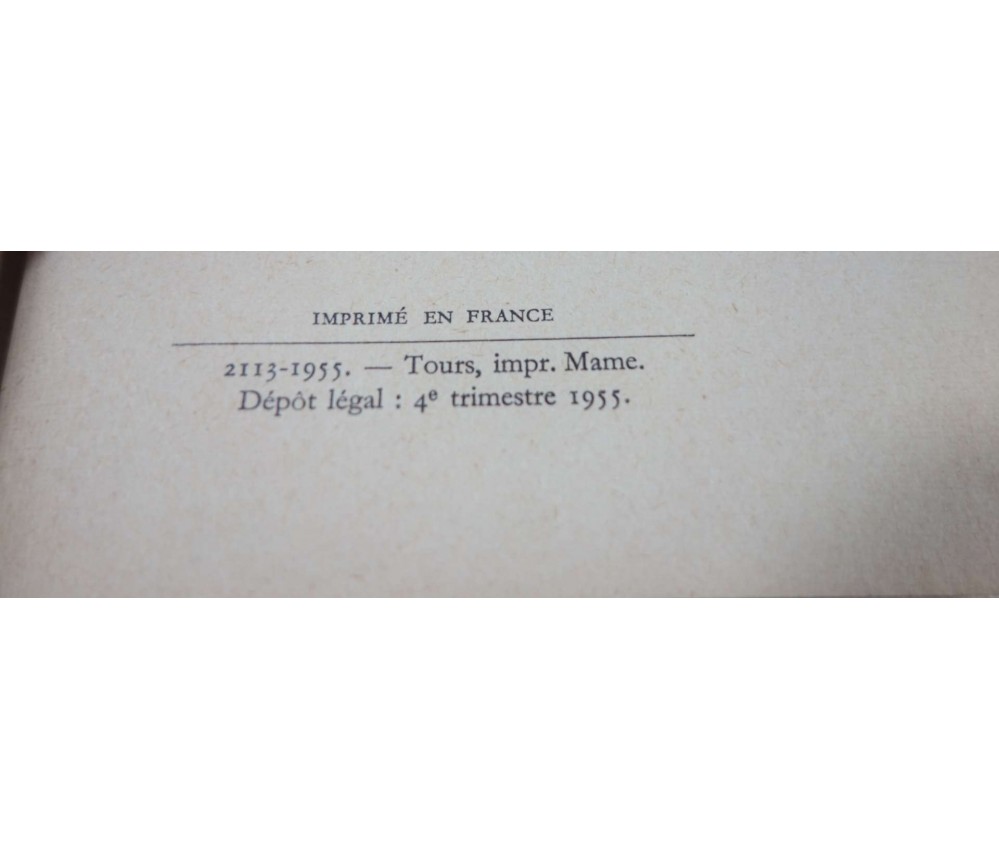 IMPRIMÉ EN FRANCE
2113-1955. — Tours, impr. Mame.
Dépôt légal : 4e trimestre 1955.